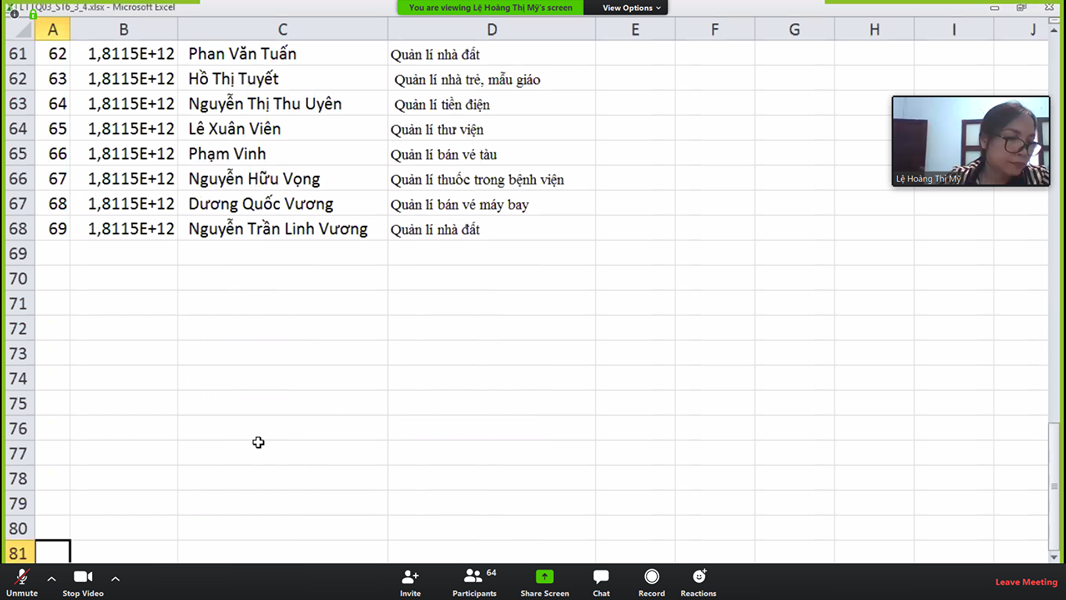 You are viewing Lệ Hoàng Thị Mỹ's screen
View Options
_S16_3_4.xlsx - Microsoft Excel
A B C D E F G H I J
61 62 1,8115E+12 Phan Văn Tuấn Quản lí nhà đất
62 63 1,8115E+12 Hồ Thị Tuyết Quản lí nhà trẻ, mẫu giáo
63 64 1,8115E+12 Nguyễn Thị Thu Uyên Quản lí tiền điện
64 65 1,8115E+12 Lê Xuân Viên Quản lí thư viện
65 66 1,8115E+12 Phạm Vinh Quản lí bán vé tàu
66 67 1,8115E+12 Nguyễn Hữu Vọng Quản lí thuốc trong bệnh viện
67 68 1,8115E+12 Dương Quốc Vương Quản lí bán vé máy bay
68 69 1,8115E+12 Nguyễn Trần Linh Vương Quản lí nhà đất
69
70
71
72
73
74
75
76
77
78
79
80
81
Lệ Hoàng Thị Mỹ
64
Unmute Stop Video Invite Participants Share Screen Chat Record Reactions Leave Meeting